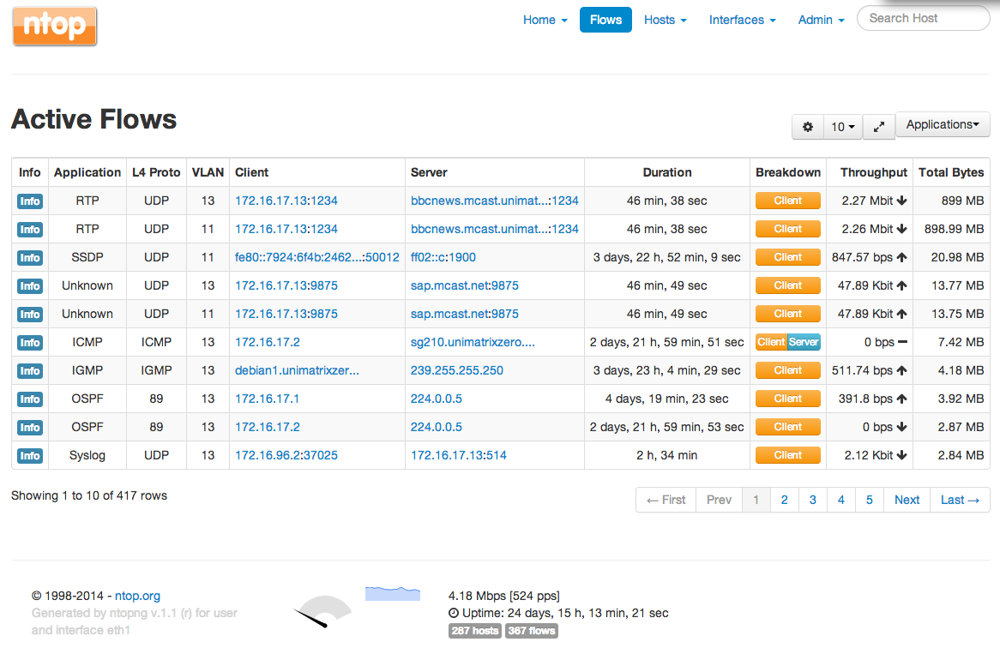 ntop
Home Flows Hosts Interfaces Admin Search Host
Active Flows
10 Applications
Info Application L4 Proto VLAN Client Server Duration Breakdown Throughput Total Bytes
Info RTP UDP 13 172.16.17.13:1234 bbcnews.mcast.unimat...:1234 46 min, 38 sec Client 2.27 Mbit 899 MB
Info RTP UDP 11 172.16.17.13:1234 bbcnews.mcast.unimat...:1234 46 min, 38 sec Client 2.26 Mbit 898.99 MB
Info SSDP UDP 11 fe80::7924:6f4b:2462...:50012 ff02::c:1900 3 days, 22 h, 52 min, 9 sec Client 847.57 bps 20.98 MB
Info Unknown UDP 13 172.16.17.13:9875 sap.mcast.net:9875 46 min, 49 sec Client 47.89 Kbit 13.77 MB
Info Unknown UDP 11 172.16.17.13:9875 sap.mcast.net:9875 46 min, 49 sec Client 47.89 Kbit 13.75 MB
Info ICMP ICMP 13 172.16.17.2 sg210.unimatrixzero.... 2 days, 21 h, 59 min, 51 sec Client Server 0 bps 7.42 MB
Info IGMP IGMP 13 debian1.unimatrixzer... 239.255.255.250 3 days, 23 h, 4 min, 29 sec Client 511.74 bps 4.18 MB
Info OSPF 89 13 172.16.17.1 224.0.0.5 4 days, 19 min, 23 sec Client 391.8 bps 3.92 MB
Info OSPF 89 13 172.16.17.2 224.0.0.5 2 days, 21 h, 59 min, 53 sec Client 0 bps 2.87 MB
Info Syslog UDP 13 172.16.96.2:37025 172.16.17.13:514 2 h, 34 min Client 2.12 Kbit 2.84 MB
Showing 1 to 10 of 417 rows
← First Prev 1 2 3 4 5 Next Last →
© 1998-2014 - ntop.org
Generated by ntopng v.1.1 (r) for user
and interface eth1
4.18 Mbps [524 pps]
Uptime: 24 days, 15 h, 13 min, 21 sec
287 hosts 367 flows